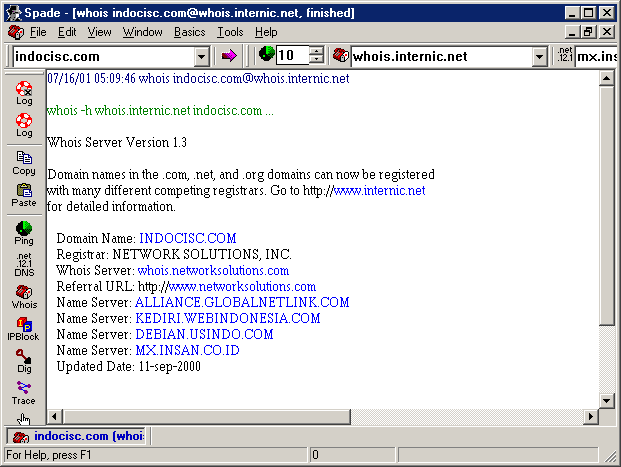 Spade - [whois indocisc.com@whois.internic.net, finished]
File Edit View Window Basics Tools Help
indocisc.com 10 whois.internic.net .net .12.1 mx.ins
Log
Log
Copy
Paste
Ping
.net .12.1 DNS
Whois
IPBlock
Dig
Trace
07/16/01 05:09:46 whois indocisc.com@whois.internic.net
whois -h whois.internic.net indocisc.com ...
Whois Server Version 1.3
Domain names in the .com, .net, and .org domains can now be registered
with many different competing registrars. Go to http://www.internic.net
for detailed information.
Domain Name: INDOCISC.COM
Registrar: NETWORK SOLUTIONS, INC.
Whois Server: whois.networksolutions.com
Referral URL: http://www.networksolutions.com
Name Server: ALLIANCE.GLOBALNETLINK.COM
Name Server: KEDIRI.WEBINDONESIA.COM
Name Server: DEBIAN.USINDO.COM
Name Server: MX.INSAN.CO.ID
Updated Date: 11-sep-2000
indocisc.com (whoi
For Help, press F1 0